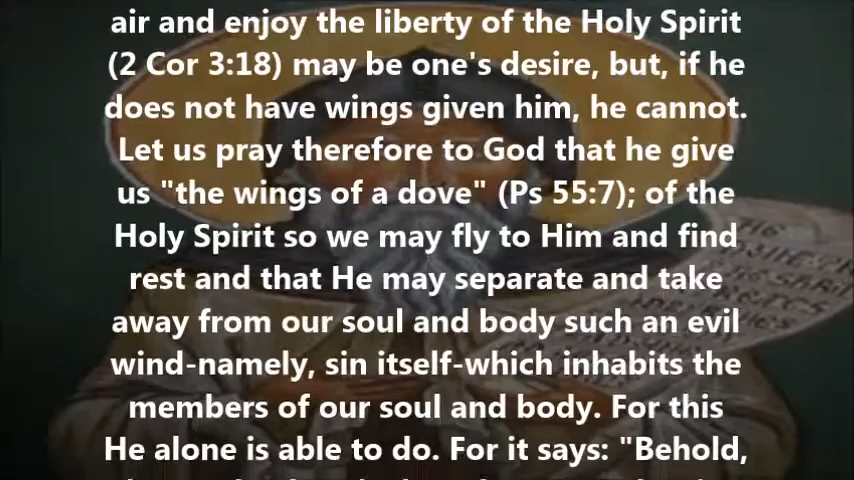 air and enjoy the liberty of the Holy Spirit
(2 Cor 3:18) may be one's desire, but, if he
does not have wings given him, he cannot.
Let us pray therefore to God that he give
us "the wings of a dove" (Ps 55:7); of the
Holy Spirit so we may fly to Him and find
rest and that He may separate and take
away from our soul and body such an evil
wind-namely, sin itself-which inhabits the
members of our soul and body. For this
He alone is able to do. For it says: "Behold,